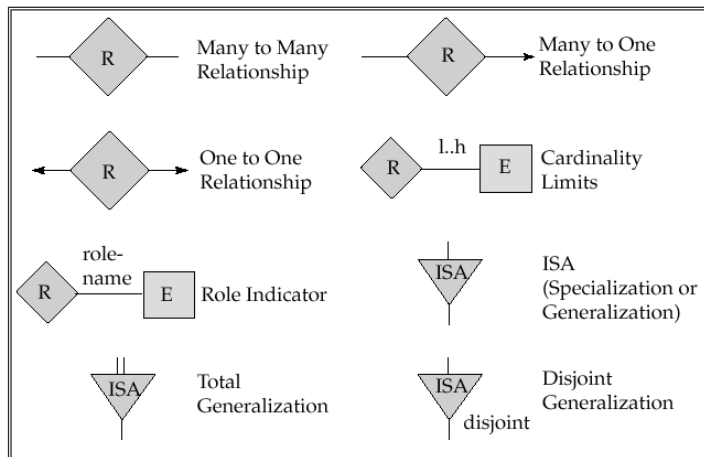 R
Many to Many
Relationship
R
Many to One
Relationship
R
One to One
Relationship
R
l..h
E
Cardinality
Limits
R
role-
name
E
Role Indicator
ISA
ISA
(Specialization or
Generalization)
ISA
Total
Generalization
ISA
disjoint
Disjoint
Generalization